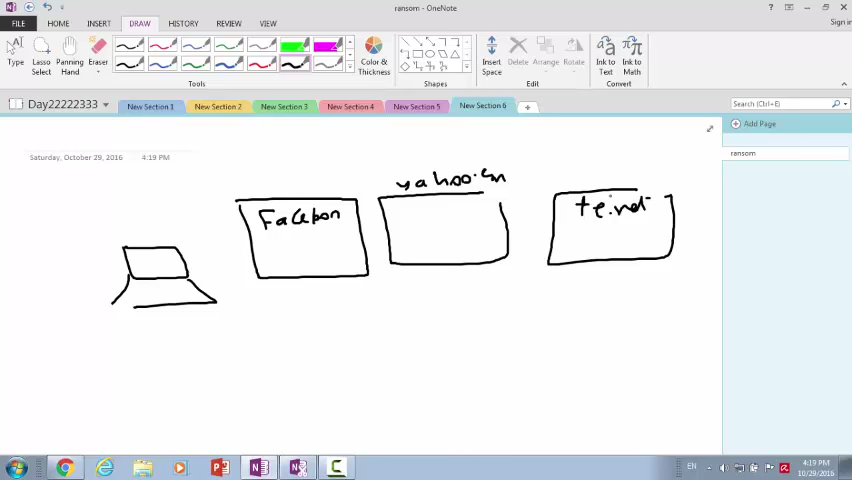 ransom - OneNote
Sign in
FILE HOME INSERT DRAW HISTORY REVIEW VIEW
Type
Lasso Select
Panning Hand
Eraser
Color & Thickness
Insert Space
Delete
Arrange
Rotate
Ink to Text
Ink to Math
Tools
Shapes
Edit
Convert
Day22222333
New Section 1
New Section 2
New Section 3
New Section 4
New Section 5
New Section 6
Search (Ctrl+E)
Add Page
ransom
Saturday, October 29, 2016 4:19 PM
te.net
EN
4:19 PM
10/29/2016